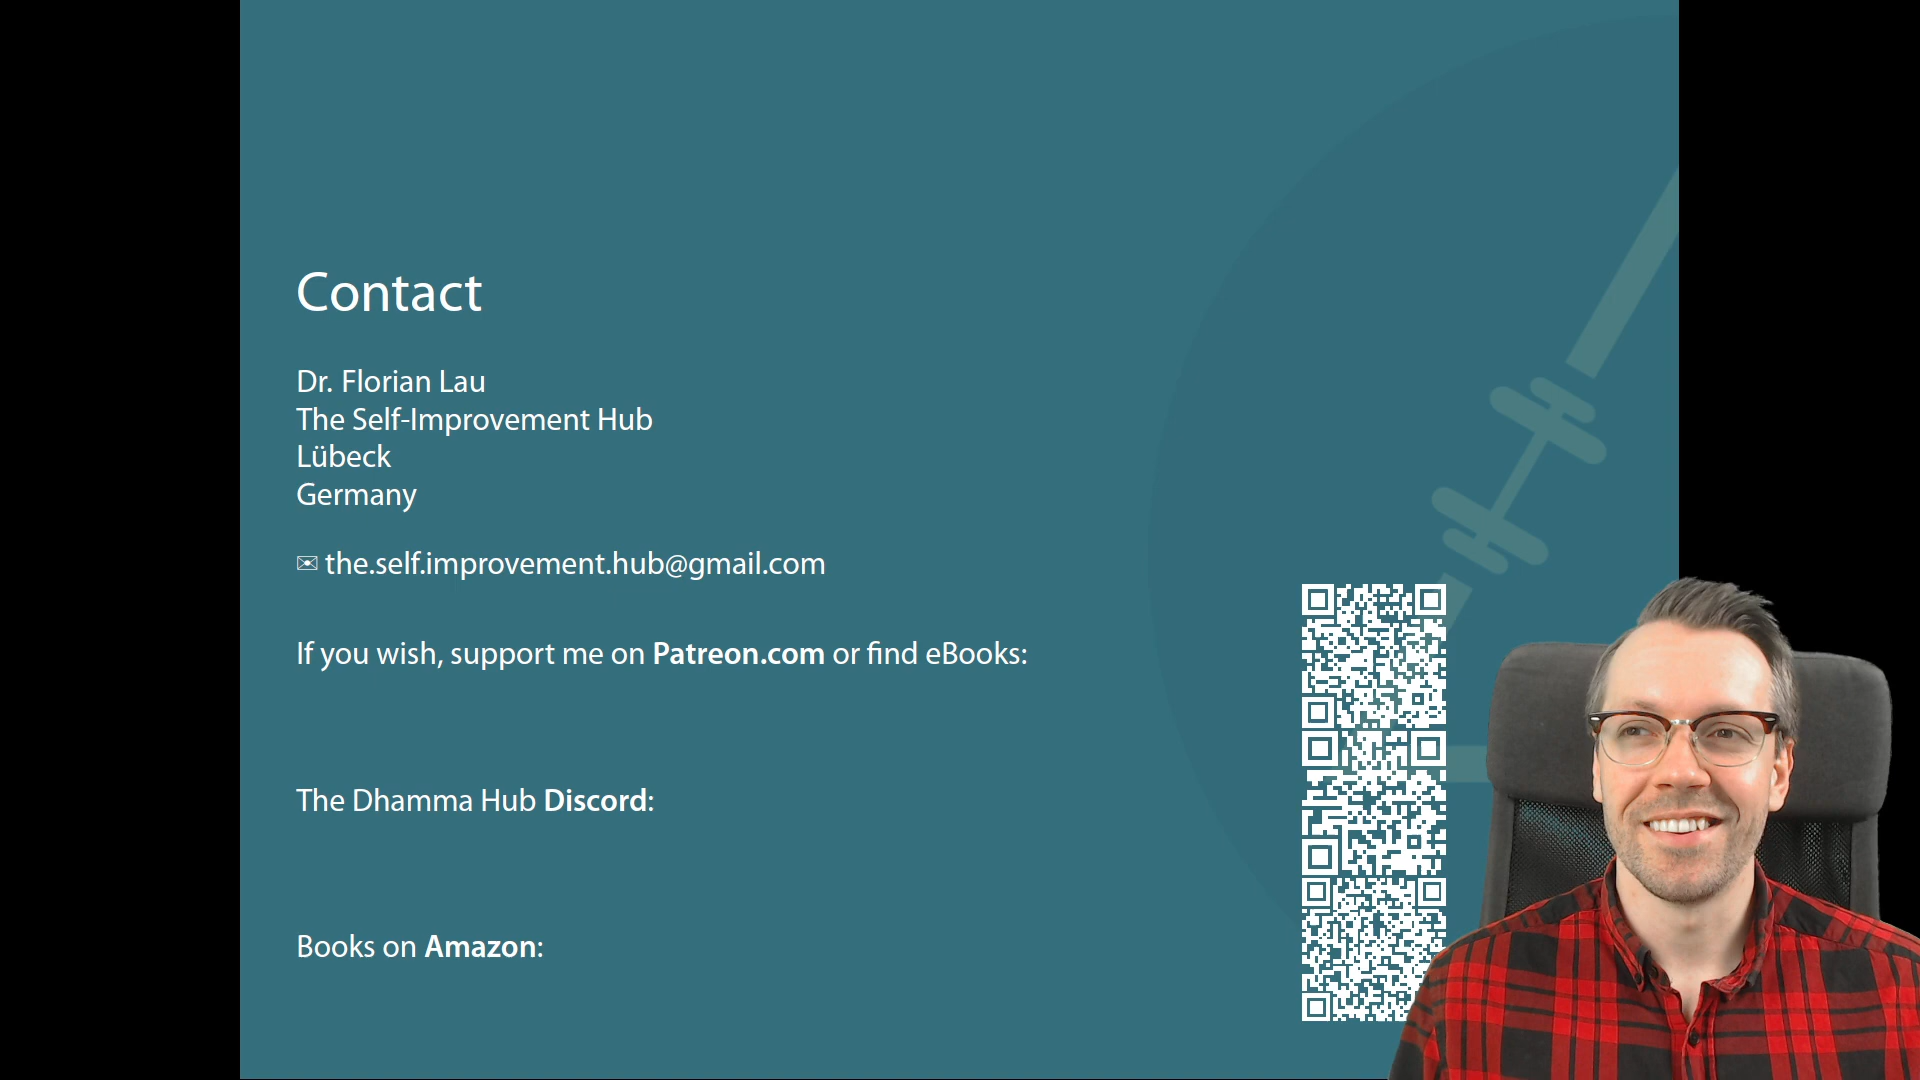 Contact
Dr. Florian Lau
The Self-Improvement Hub
Lübeck
Germany
✉ the.self.improvement.hub@gmail.com
If you wish, support me on Patreon.com or find eBooks:
The Dhamma Hub Discord:
Books on Amazon: